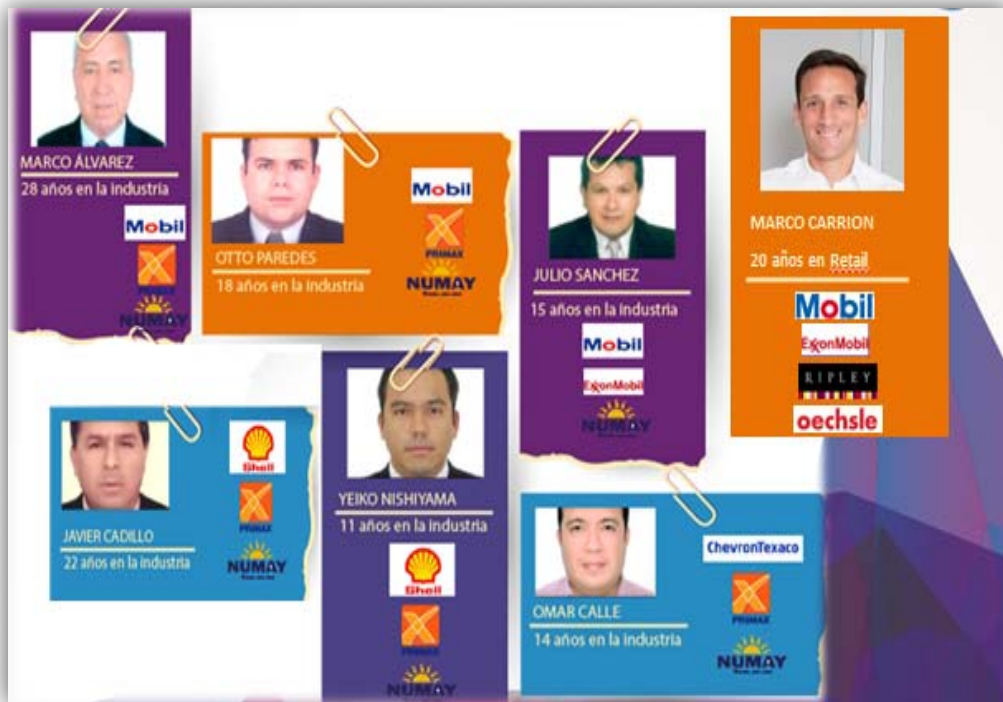 MARCO ÁLVAREZ
28 años en la industria
Mobil
PRIMAX
NUMAY
OTTO PAREDES
18 años en la industria
Mobil
PRIMAX
NUMAY
JULIO SANCHEZ
15 años en la industria
Mobil
ExxonMobil
NUMAY
MARCO CARRION
20 años en Retail
Mobil
ExxonMobil
RIPLEY
oechsle
JAVIER CADILLO
22 años en la industria
Shell
PRIMAX
NUMAY
YEIKO NISHIYAMA
11 años en la industria
Shell
PRIMAX
NUMAY
OMAR CALLE
14 años en la industria
ChevronTexaco
PRIMAX
NUMAY